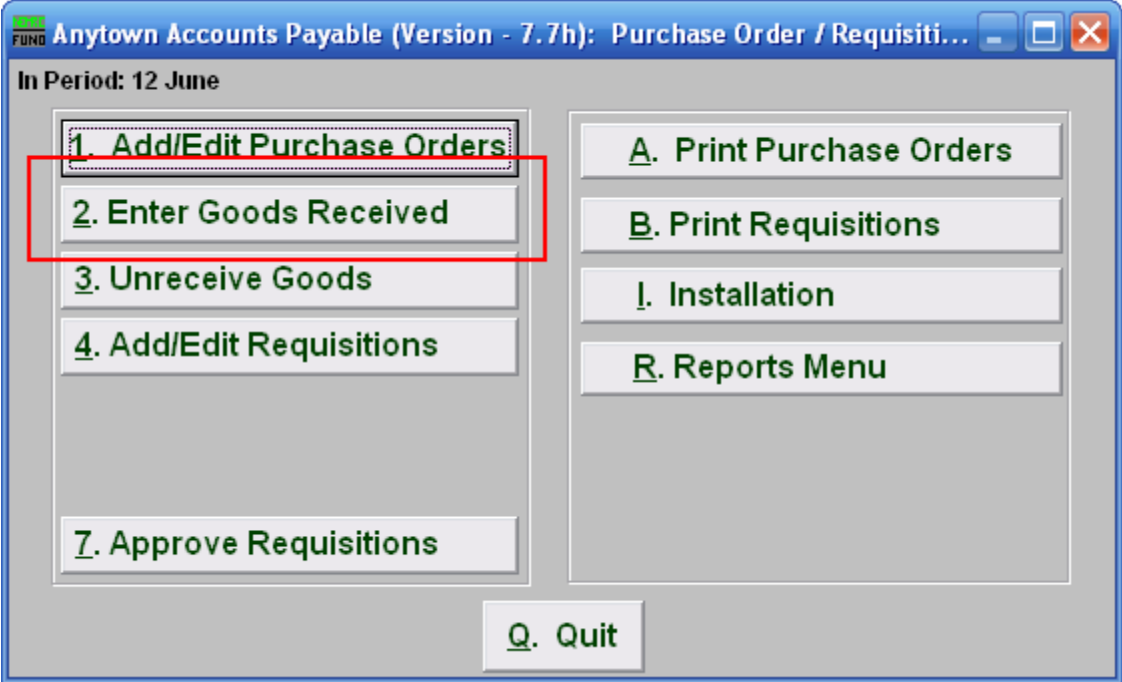 NEMRC
FUND Anytown Accounts Payable (Version - 7.7h): Purchase Order / Requisiti...
In Period: 12 June
1. Add/Edit Purchase Orders
2. Enter Goods Received
3. Unreceive Goods
4. Add/Edit Requisitions
7. Approve Requisitions
A. Print Purchase Orders
B. Print Requisitions
I. Installation
R. Reports Menu
Q. Quit